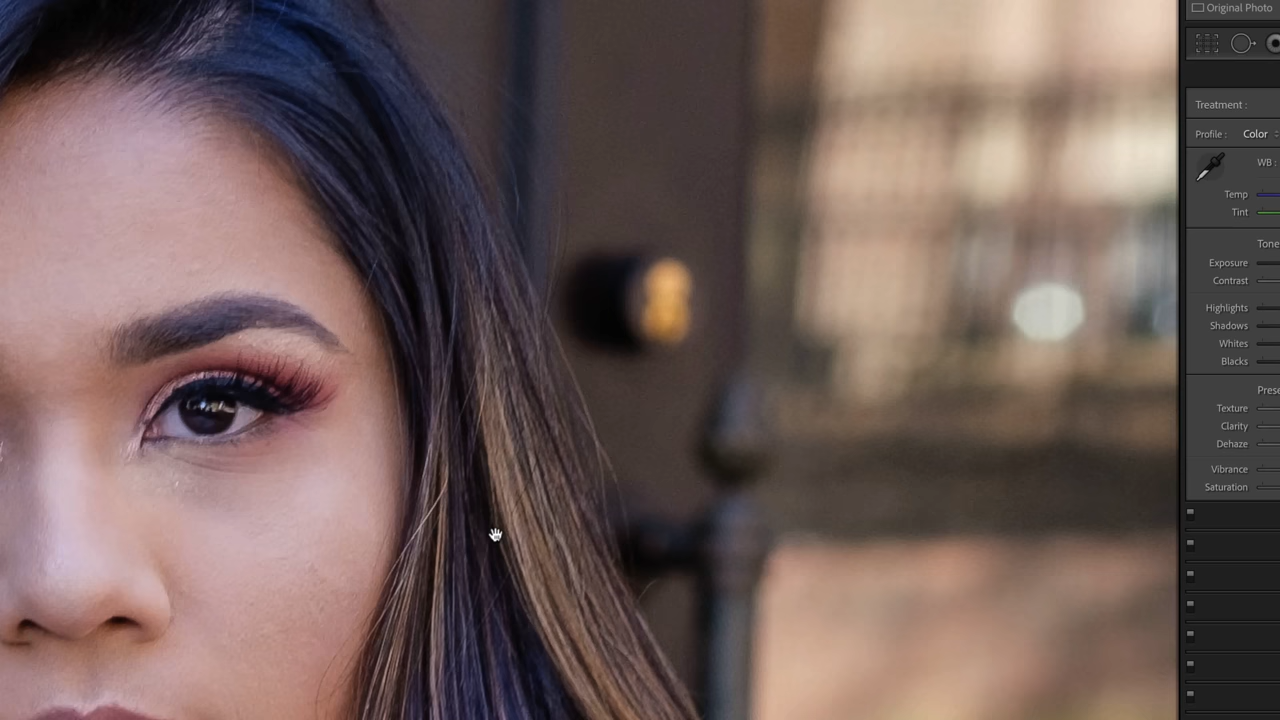 Original Photo
Treatment :
Profile : Color
WB :
Temp
Tint
Tone
Exposure
Contrast
Highlights
Shadows
Whites
Blacks
Prese
Texture
Clarity
Dehaze
Vibrance
Saturation